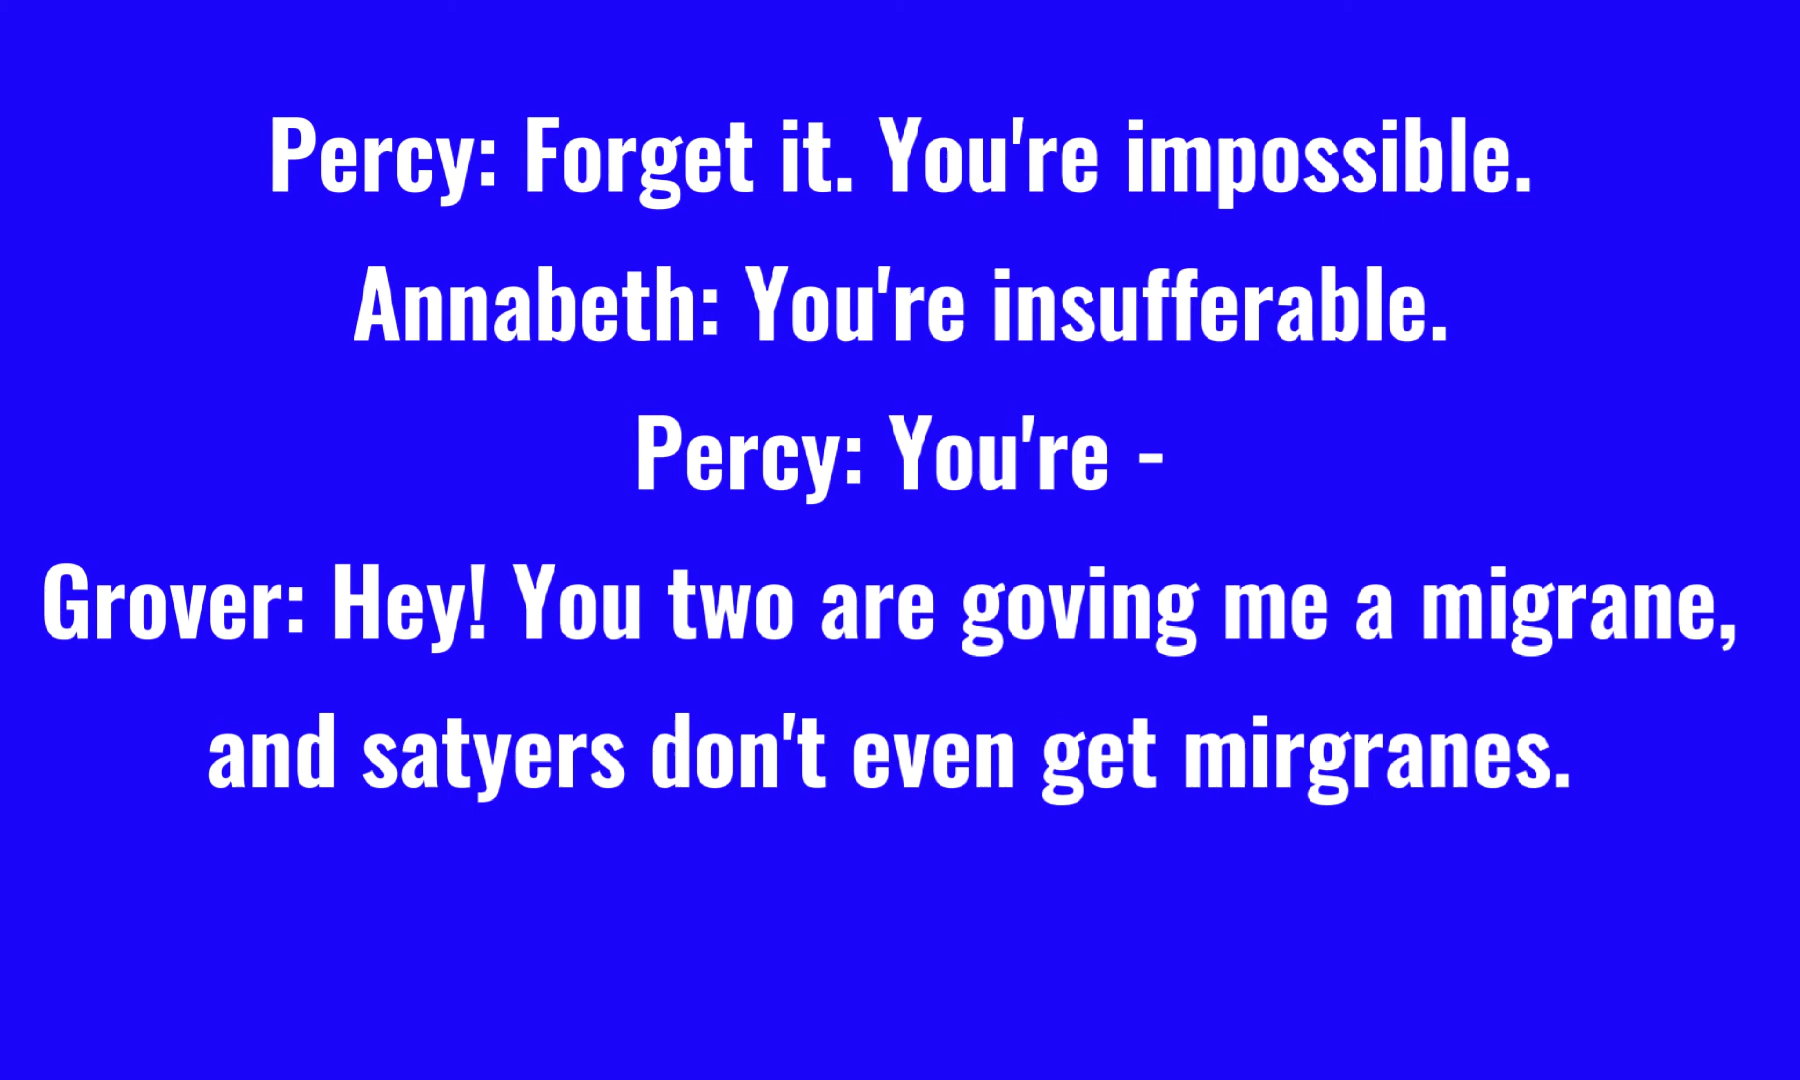 Percy: Forget it. You're impossible.
Annabeth: You're insufferable.
Percy: You're -
Grover: Hey! You two are goving me a migrane,
and satyers don't even get mirgranes.